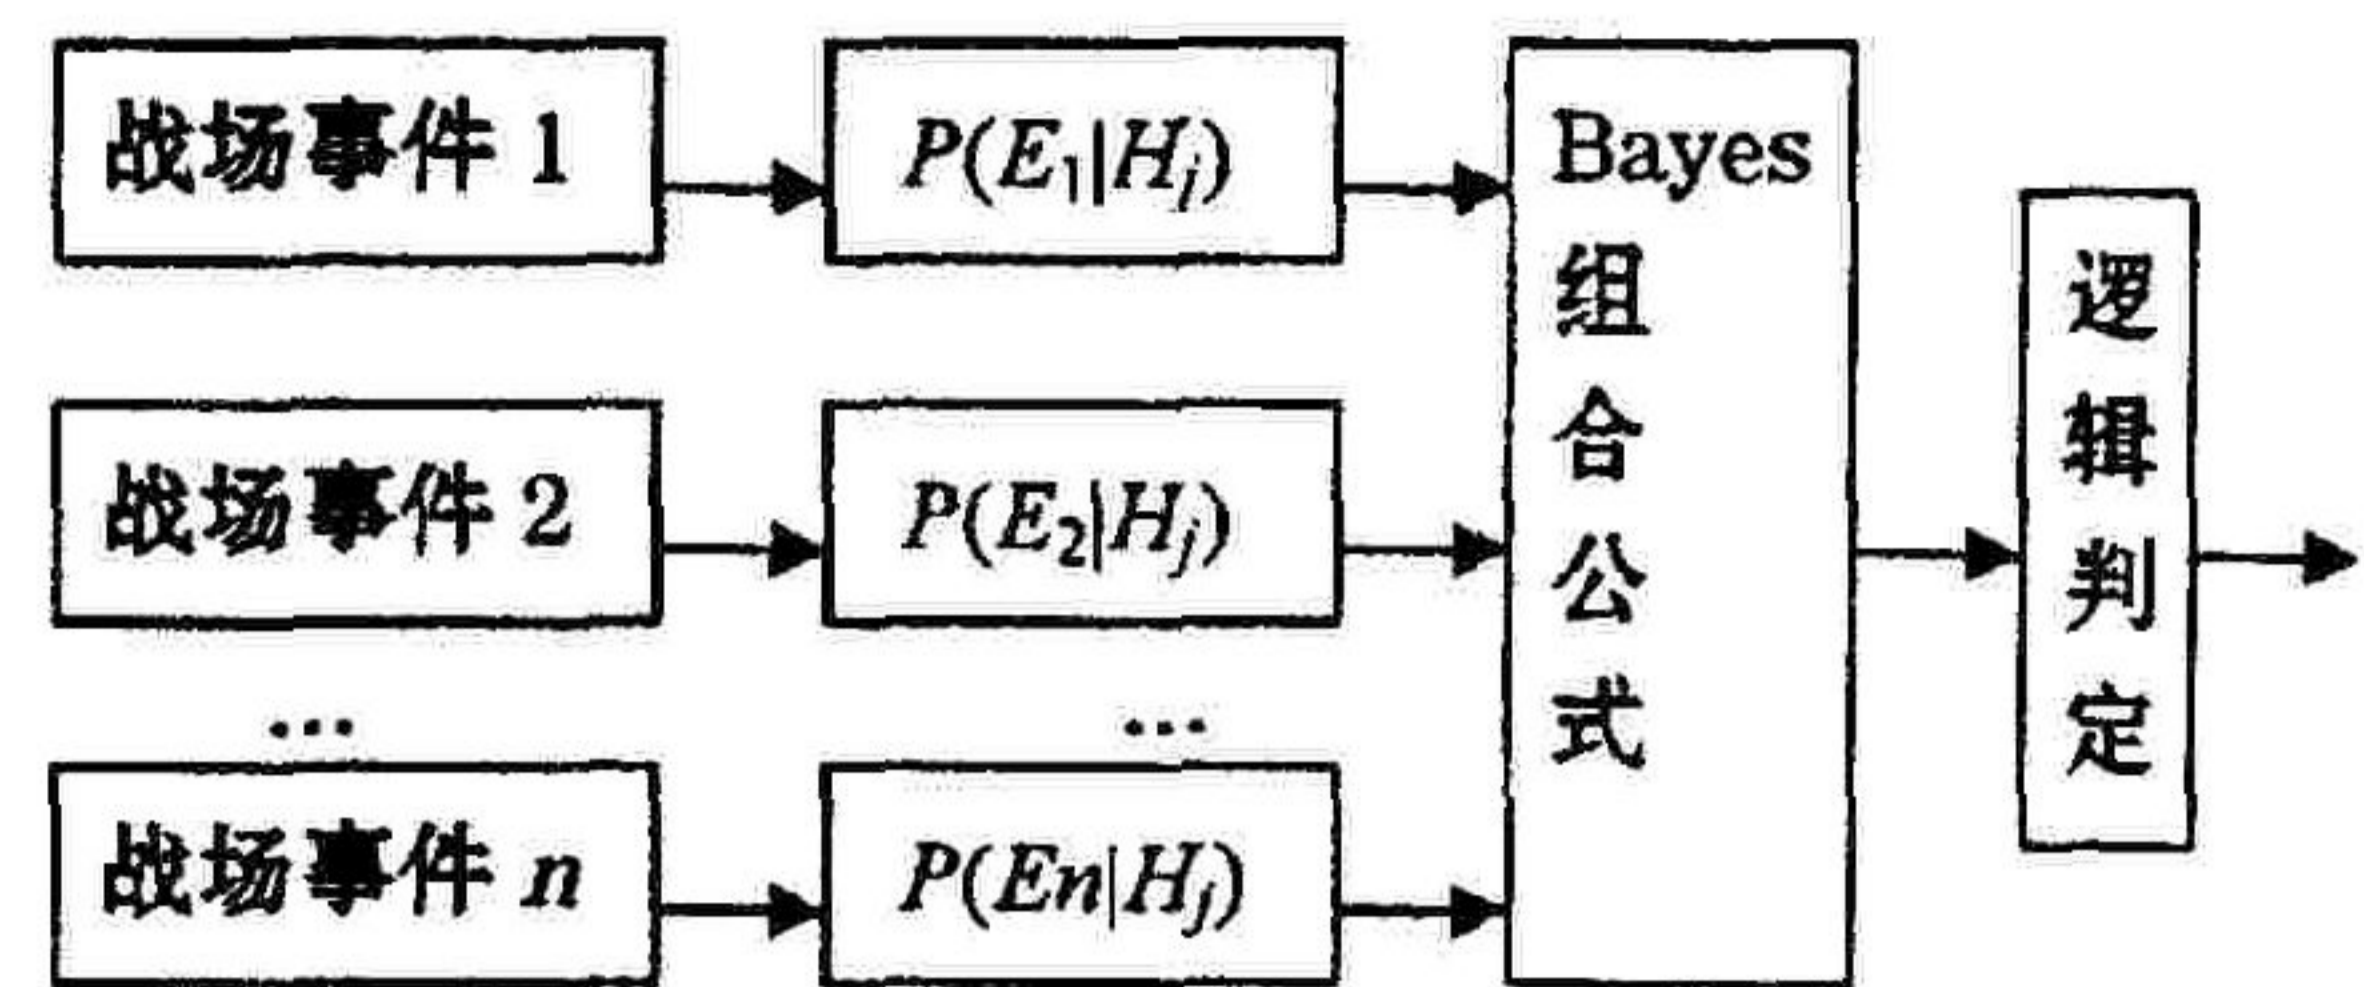 战场事件 1
P(E₁|Hⱼ)
战场事件 2
P(E₂|Hⱼ)
...
...
战场事件 n
P(En|Hⱼ)
Bayes
组
合
公
式
逻
辑
判
定